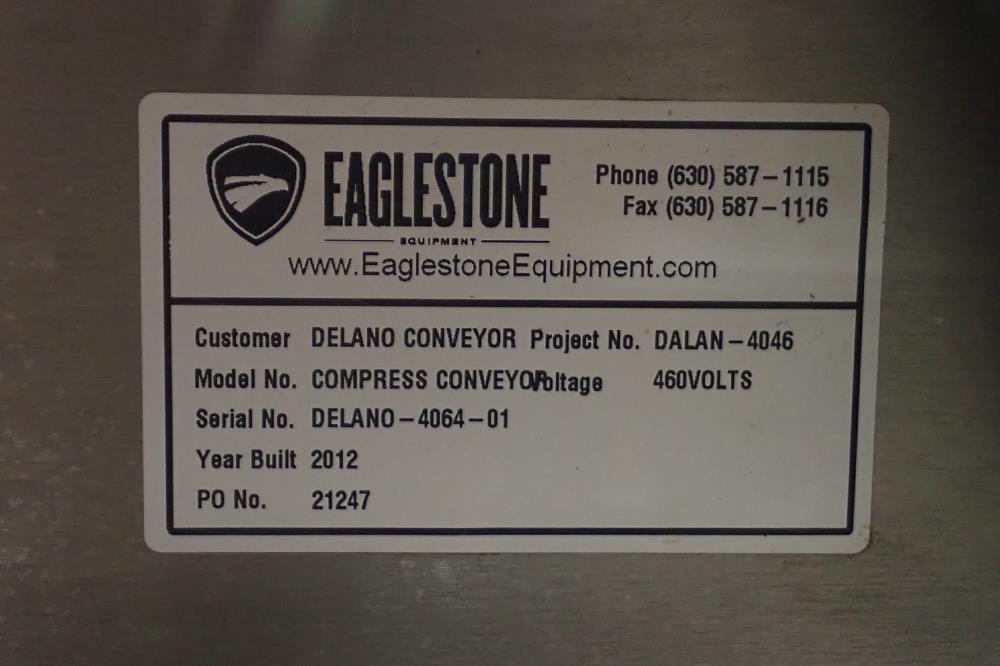 EAGLESTONE
EQUIPMENT
Phone (630) 587-1115
Fax (630) 587-1116
www.EaglestoneEquipment.com
Customer DELANO CONVEYOR Project No. DALAN-4046
Model No. COMPRESS CONVEYOR Voltage 460VOLTS
Serial No. DELANO-4064-01
Year Built 2012
PO No. 21247